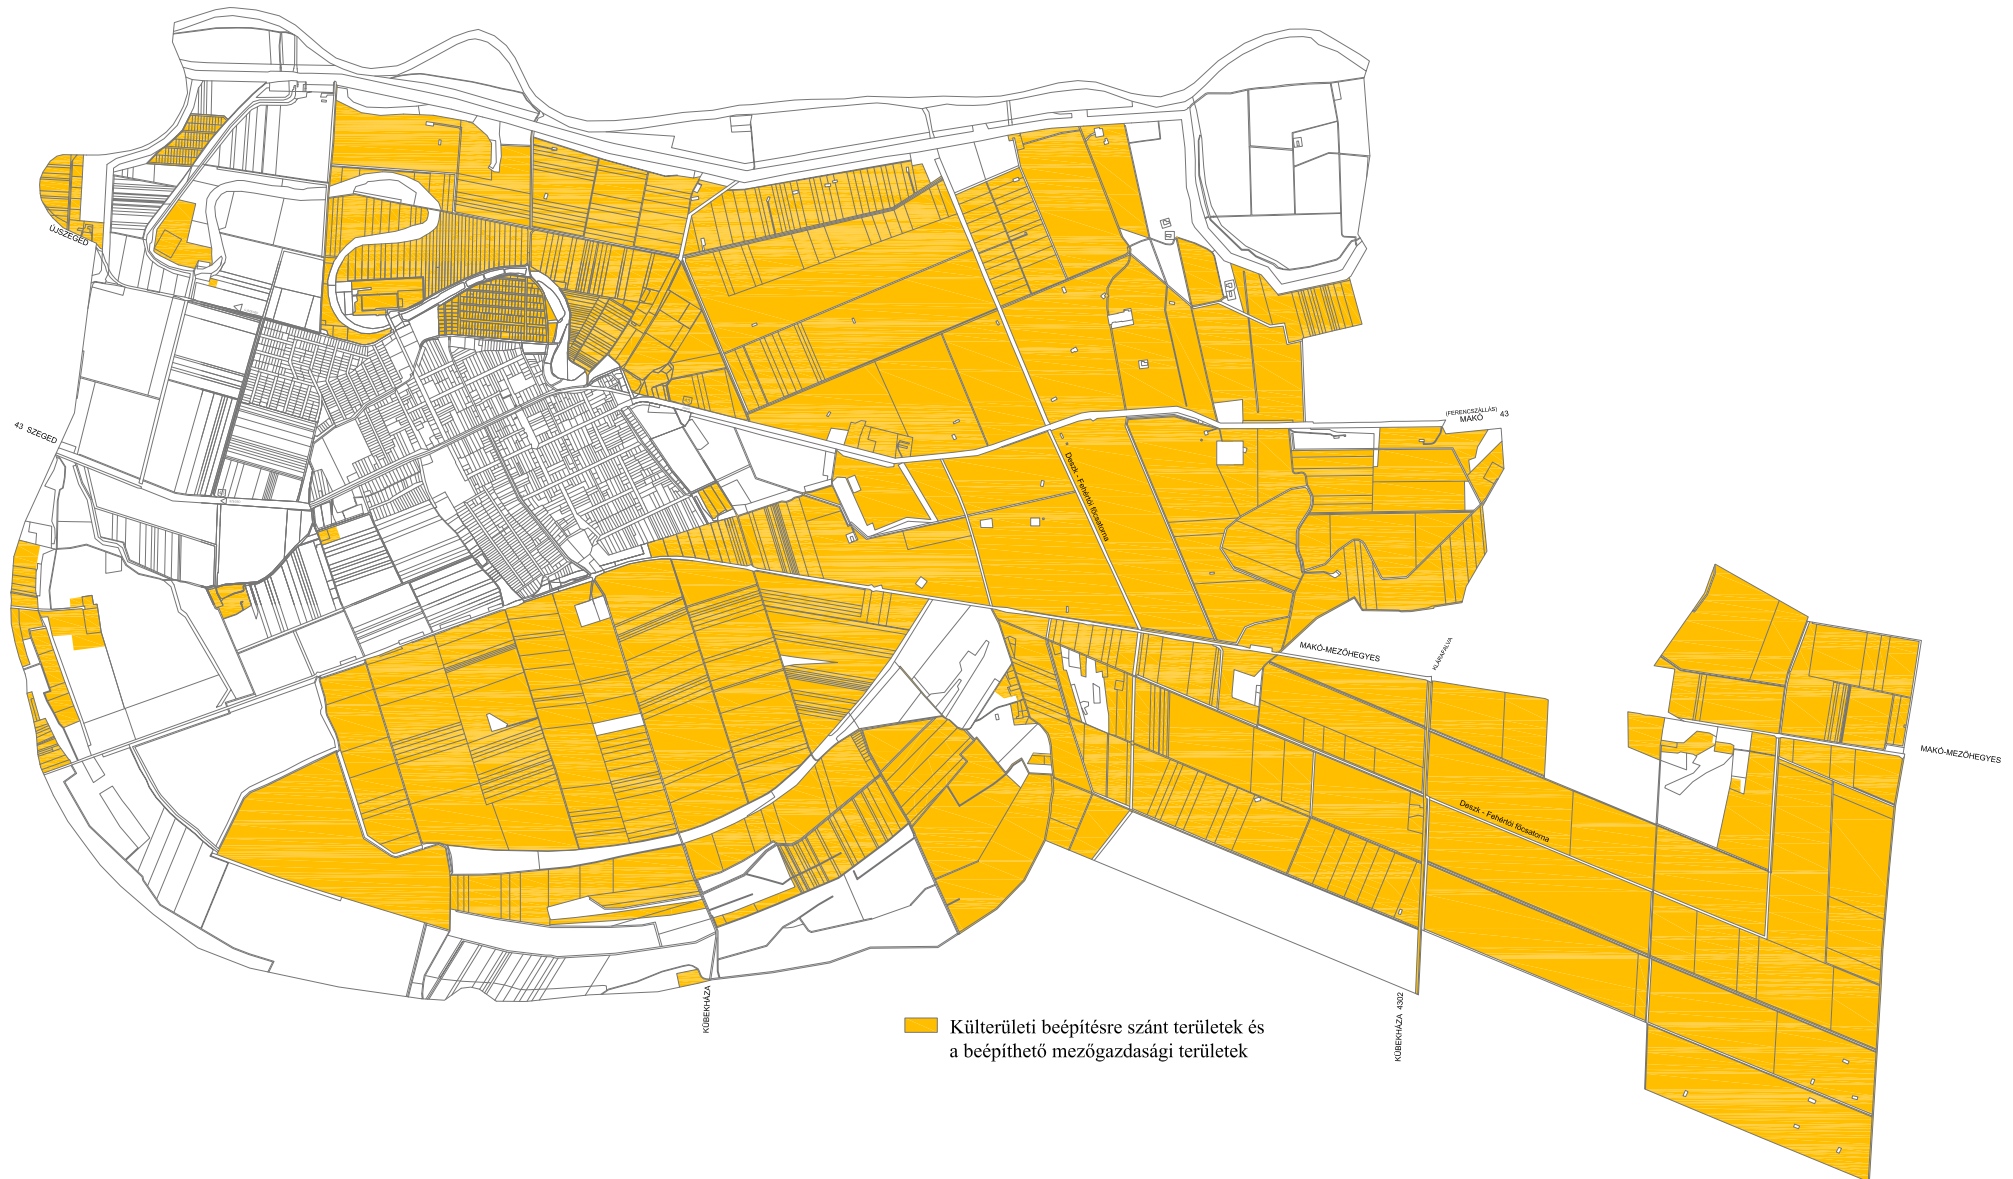 ÚJSZEGED
43 SZEGED
(FERENCSZÁLLÁS)
MAKÓ 43
Deszk - Fehértói főcsatorna
KLÁRAFALVA
MAKÓ-MEZŐHEGYES
MAKÓ-MEZŐHEGYES
Deszk - Fehértói főcsatorna
KÜBEKHÁZA
KÜBEKHÁZA 4302
Külterületi beépítésre szánt területek és
a beépíthető mezőgazdasági területek